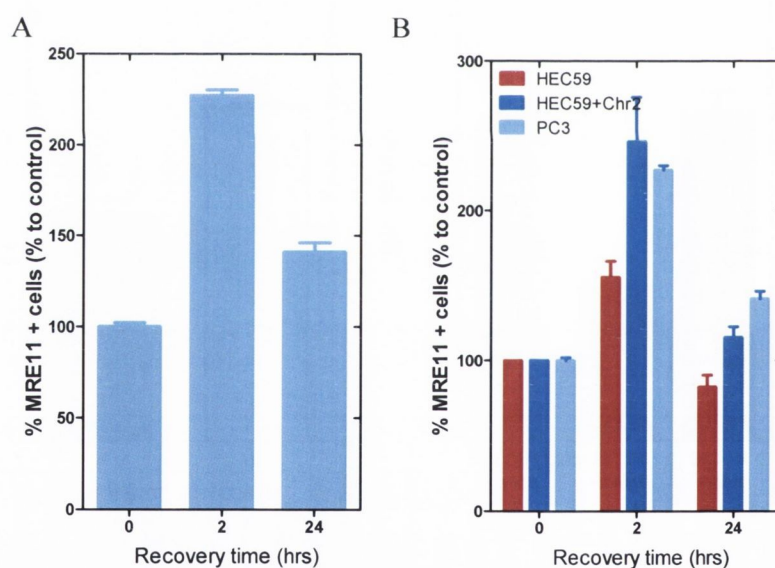 A
% MRE11 + cells (% to control)
250
200
150
100
50
0
0 2 24
Recovery time (hrs)
B
% MRE11 + cells (% to control)
300
200
100
0
HEC59
HEC59+Chr2
PC3
0 2 24
Recovery time (hrs)